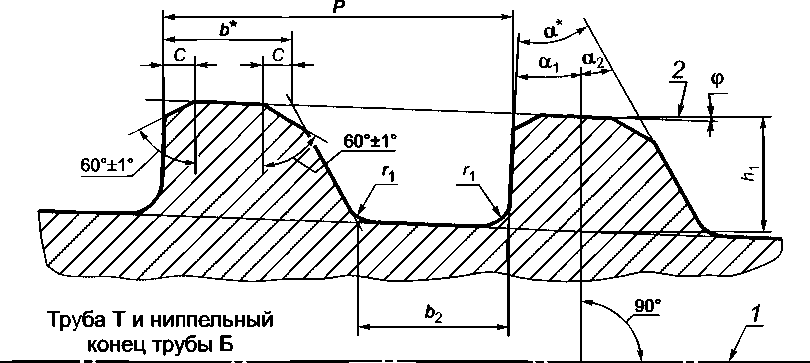 P
b*
α*
C
C
α₁
α₂
2
φ
60°±1°
60°±1°
r₁
r₁
h₁
b₂
90°
1
Труба Т и ниппельный
конец трубы Б